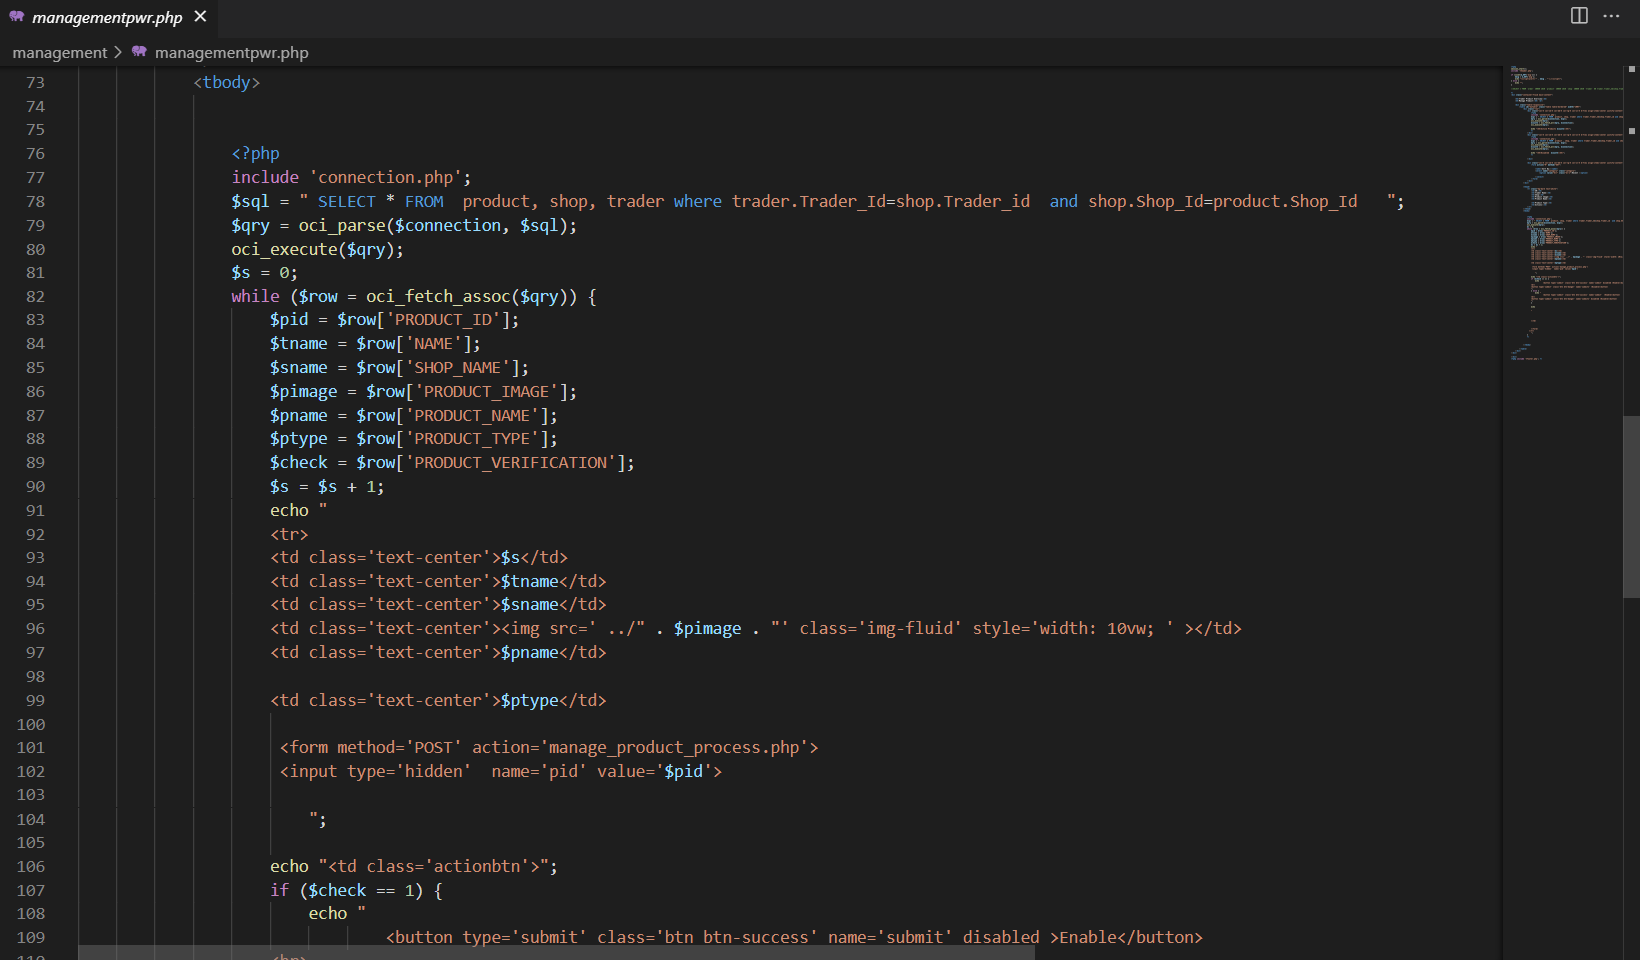 managementpwr.php
management > managementpwr.php
73 <tbody>
74
75
76 <?php
77 include 'connection.php';
78 $sql = " SELECT * FROM  product, shop, trader where trader.Trader_Id=shop.Trader_id  and shop.Shop_Id=product.Shop_Id   ";
79 $qry = oci_parse($connection, $sql);
80 oci_execute($qry);
81 $s = 0;
82 while ($row = oci_fetch_assoc($qry)) {
83 $pid = $row['PRODUCT_ID'];
84 $tname = $row['NAME'];
85 $sname = $row['SHOP_NAME'];
86 $pimage = $row['PRODUCT_IMAGE'];
87 $pname = $row['PRODUCT_NAME'];
88 $ptype = $row['PRODUCT_TYPE'];
89 $check = $row['PRODUCT_VERIFICATION'];
90 $s = $s + 1;
91 echo "
92 <tr>
93 <td class='text-center'>$s</td>
94 <td class='text-center'>$tname</td>
95 <td class='text-center'>$sname</td>
96 <td class='text-center'><img src=' ../" . $pimage . "' class='img-fluid' style='width: 10vw; ' ></td>
97 <td class='text-center'>$pname</td>
98
99 <td class='text-center'>$ptype</td>
100
101 <form method='POST' action='manage_product_process.php'>
102 <input type='hidden'  name='pid' value='$pid'>
103
104 ";
105
106 echo "<td class='actionbtn'>";
107 if ($check == 1) {
108 echo "
109 <button type='submit' class='btn btn-success' name='submit' disabled >Enable</button>
110 <br>